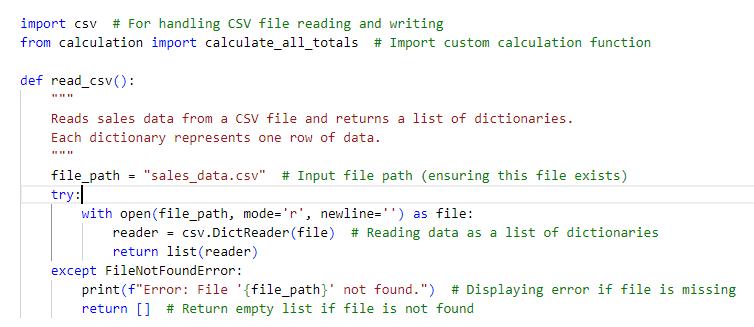 import csv  # For handling CSV file reading and writing
from calculation import calculate_all_totals  # Import custom calculation function

def read_csv():
    """
    Reads sales data from a CSV file and returns a list of dictionaries.
    Each dictionary represents one row of data.
    """
    file_path = "sales_data.csv"  # Input file path (ensuring this file exists)
    try:
        with open(file_path, mode='r', newline='') as file:
            reader = csv.DictReader(file)  # Reading data as a list of dictionaries
            return list(reader)
    except FileNotFoundError:
        print(f"Error: File '{file_path}' not found.")  # Displaying error if file is missing
        return []  # Return empty list if file is not found